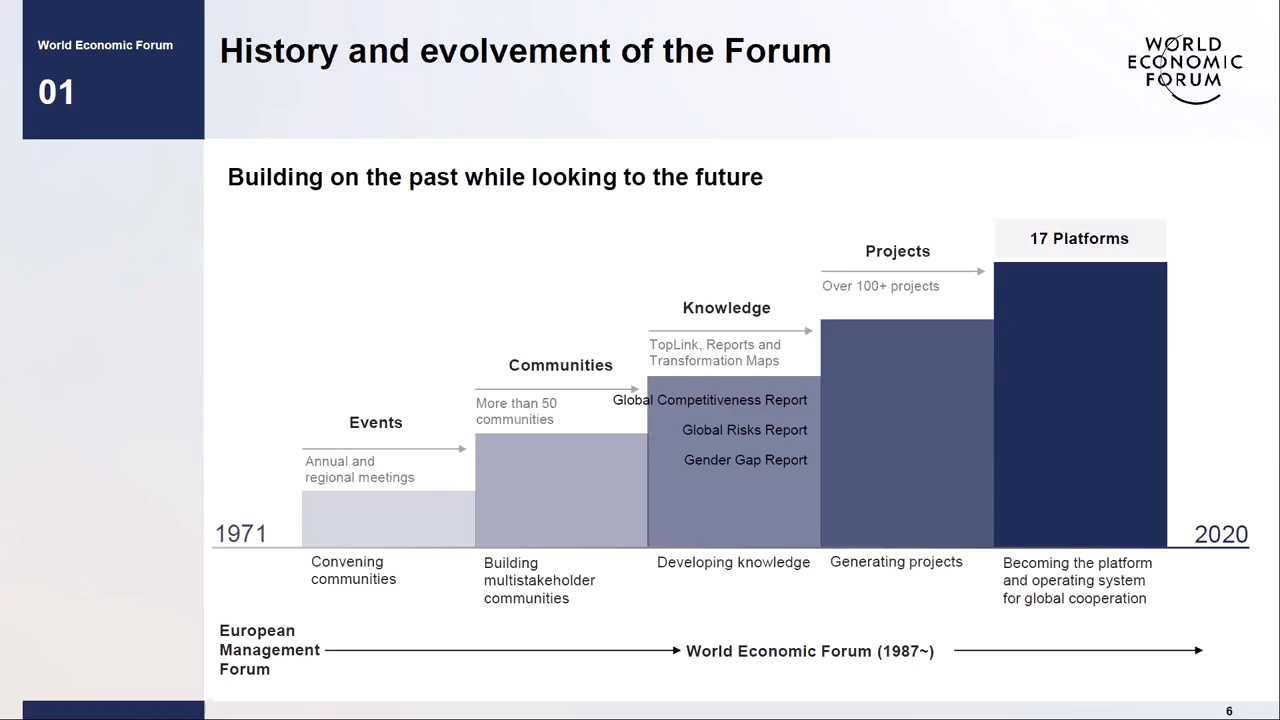 World Economic Forum
01
History and evolvement of the Forum
WORLD
ECONOMIC
FORUM
Building on the past while looking to the future
17 Platforms
Projects
Over 100+ projects
Knowledge
TopLink, Reports and
Transformation Maps
Communities
More than 50
communities
Global Competitiveness Report
Global Risks Report
Gender Gap Report
Events
Annual and
regional meetings
1971
2020
Convening
communities
Building
multistakeholder
communities
Developing knowledge
Generating projects
Becoming the platform
and operating system
for global cooperation
European
Management
Forum
World Economic Forum (1987~)
6